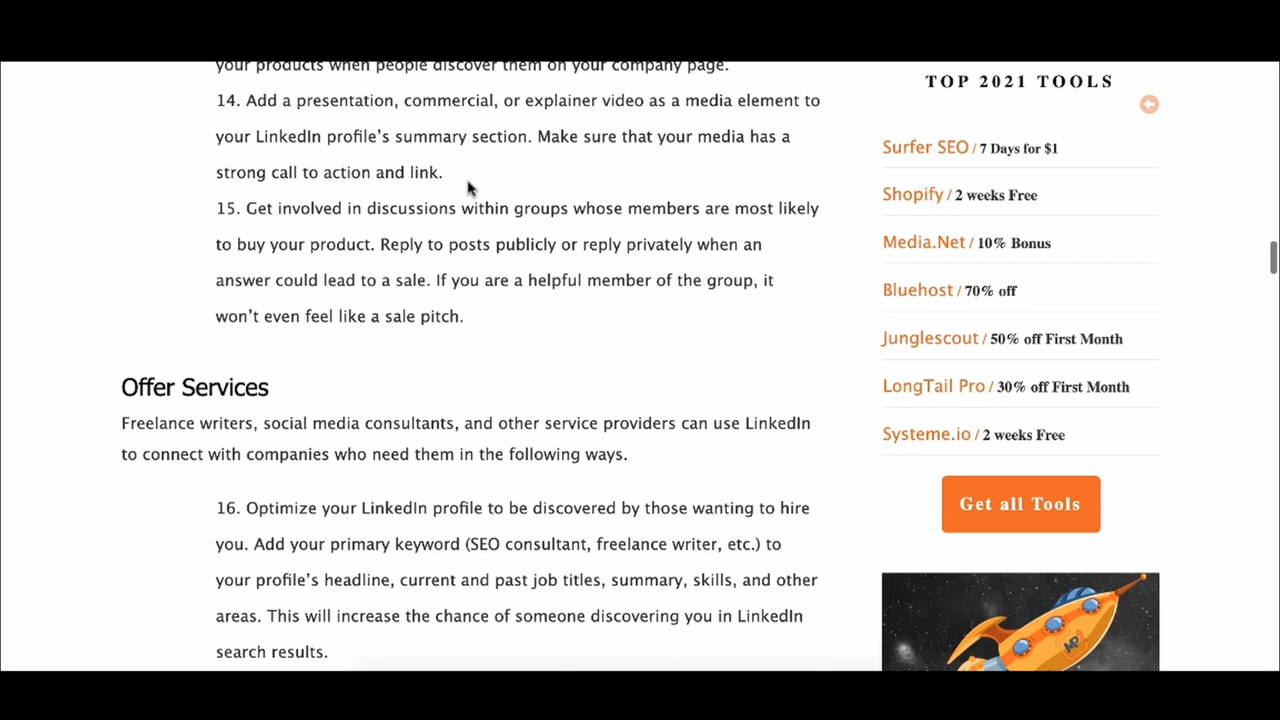 your products when people discover them on your company page.
14. Add a presentation, commercial, or explainer video as a media element to
your LinkedIn profile’s summary section. Make sure that your media has a
strong call to action and link.
15. Get involved in discussions within groups whose members are most likely
to buy your product. Reply to posts publicly or reply privately when an
answer could lead to a sale. If you are a helpful member of the group, it
won’t even feel like a sale pitch.
Offer Services
Freelance writers, social media consultants, and other service providers can use LinkedIn
to connect with companies who need them in the following ways.
16. Optimize your LinkedIn profile to be discovered by those wanting to hire
you. Add your primary keyword (SEO consultant, freelance writer, etc.) to
your profile’s headline, current and past job titles, summary, skills, and other
areas. This will increase the chance of someone discovering you in LinkedIn
search results.
TOP 2021 TOOLS
Surfer SEO / 7 Days for $1
Shopify / 2 weeks Free
Media.Net / 10% Bonus
Bluehost / 70% off
Junglescout / 50% off First Month
LongTail Pro / 30% off First Month
Systeme.io / 2 weeks Free
Get all Tools
MP